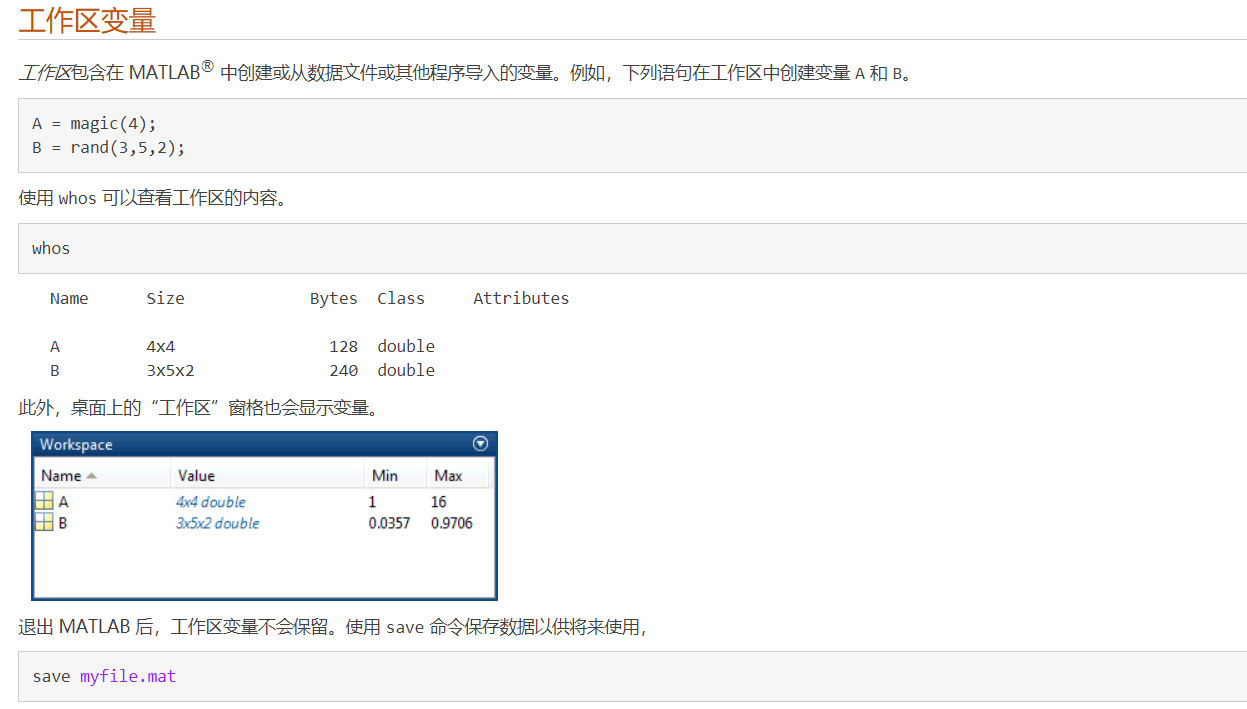 工作区变量
工作区包含在 MATLAB® 中创建或从数据文件或其他程序导入的变量。例如，下列语句在工作区中创建变量 A 和 B。
A = magic(4);
B = rand(3,5,2);
使用 whos 可以查看工作区的内容。
whos
Name Size Bytes Class Attributes
A 4x4 128 double
B 3x5x2 240 double
此外，桌面上的“工作区”窗格也会显示变量。
Workspace
Name Value Min Max
A 4x4 double 1 16
B 3x5x2 double 0.0357 0.9706
退出 MATLAB 后，工作区变量不会保留。使用 save 命令保存数据以供将来使用，
save myfile.mat